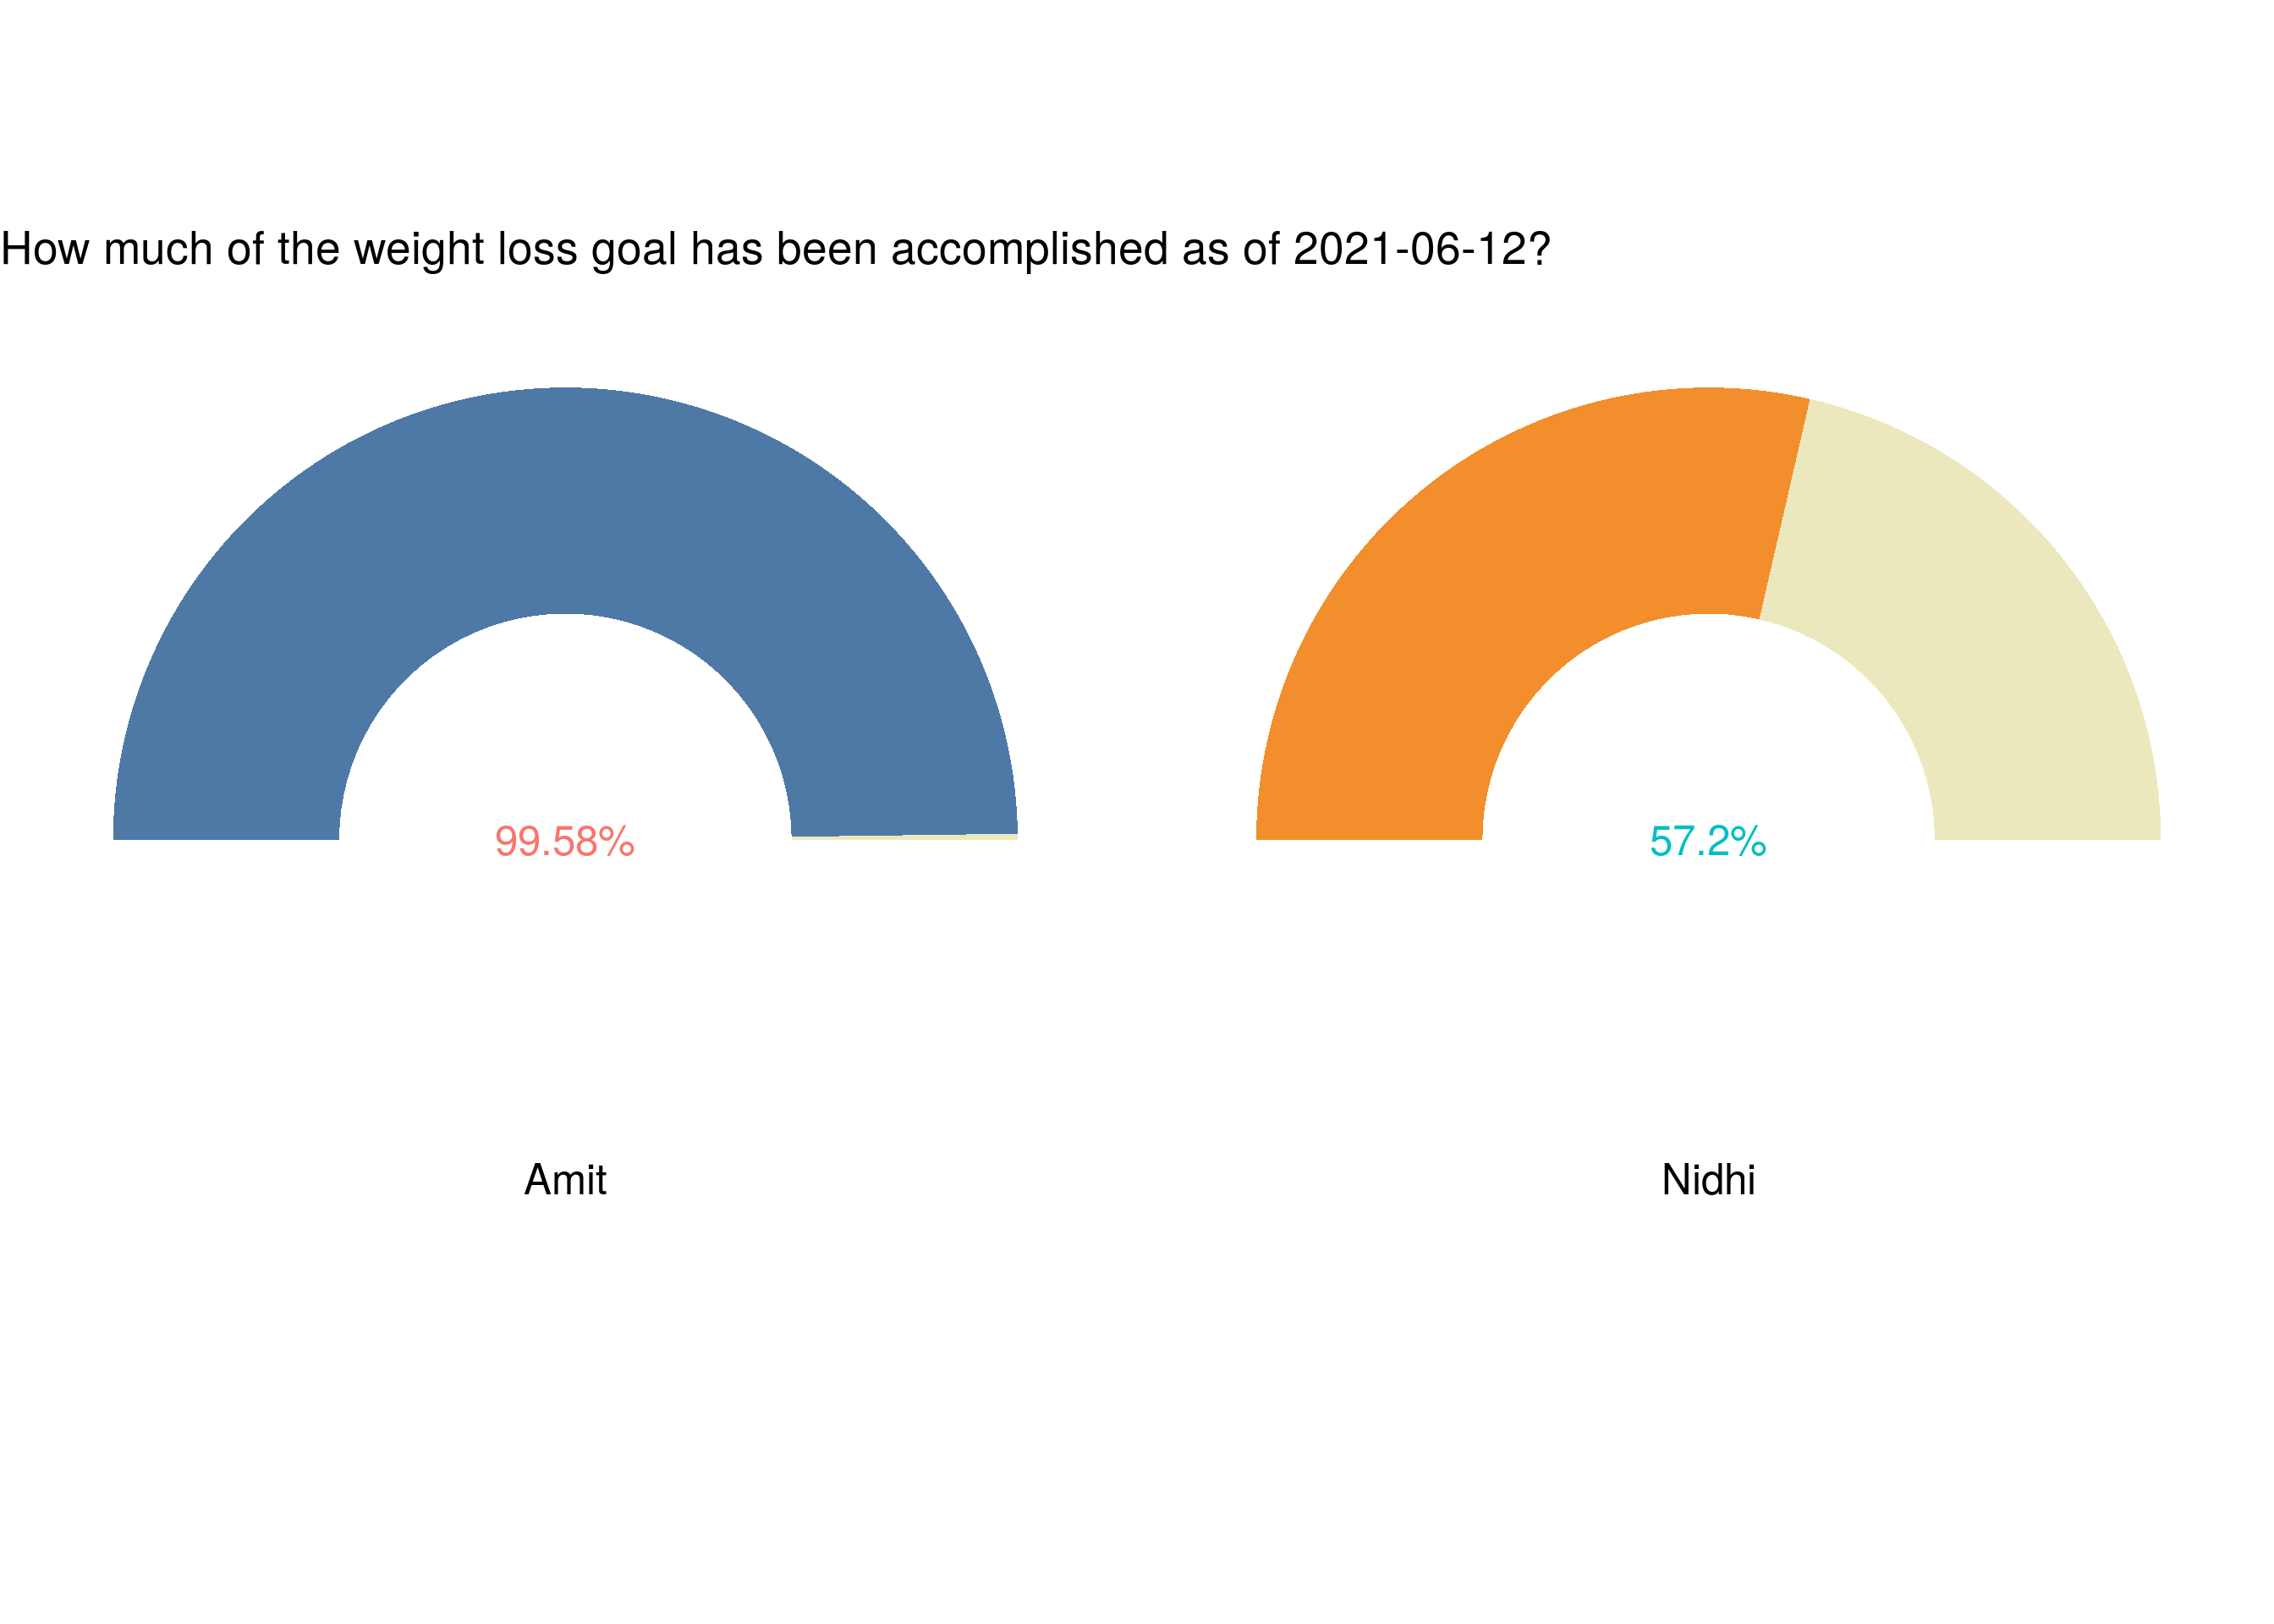 How much of the weight loss goal has been accomplished as of 2021-06-12?
99.58%
57.2%
Amit
Nidhi